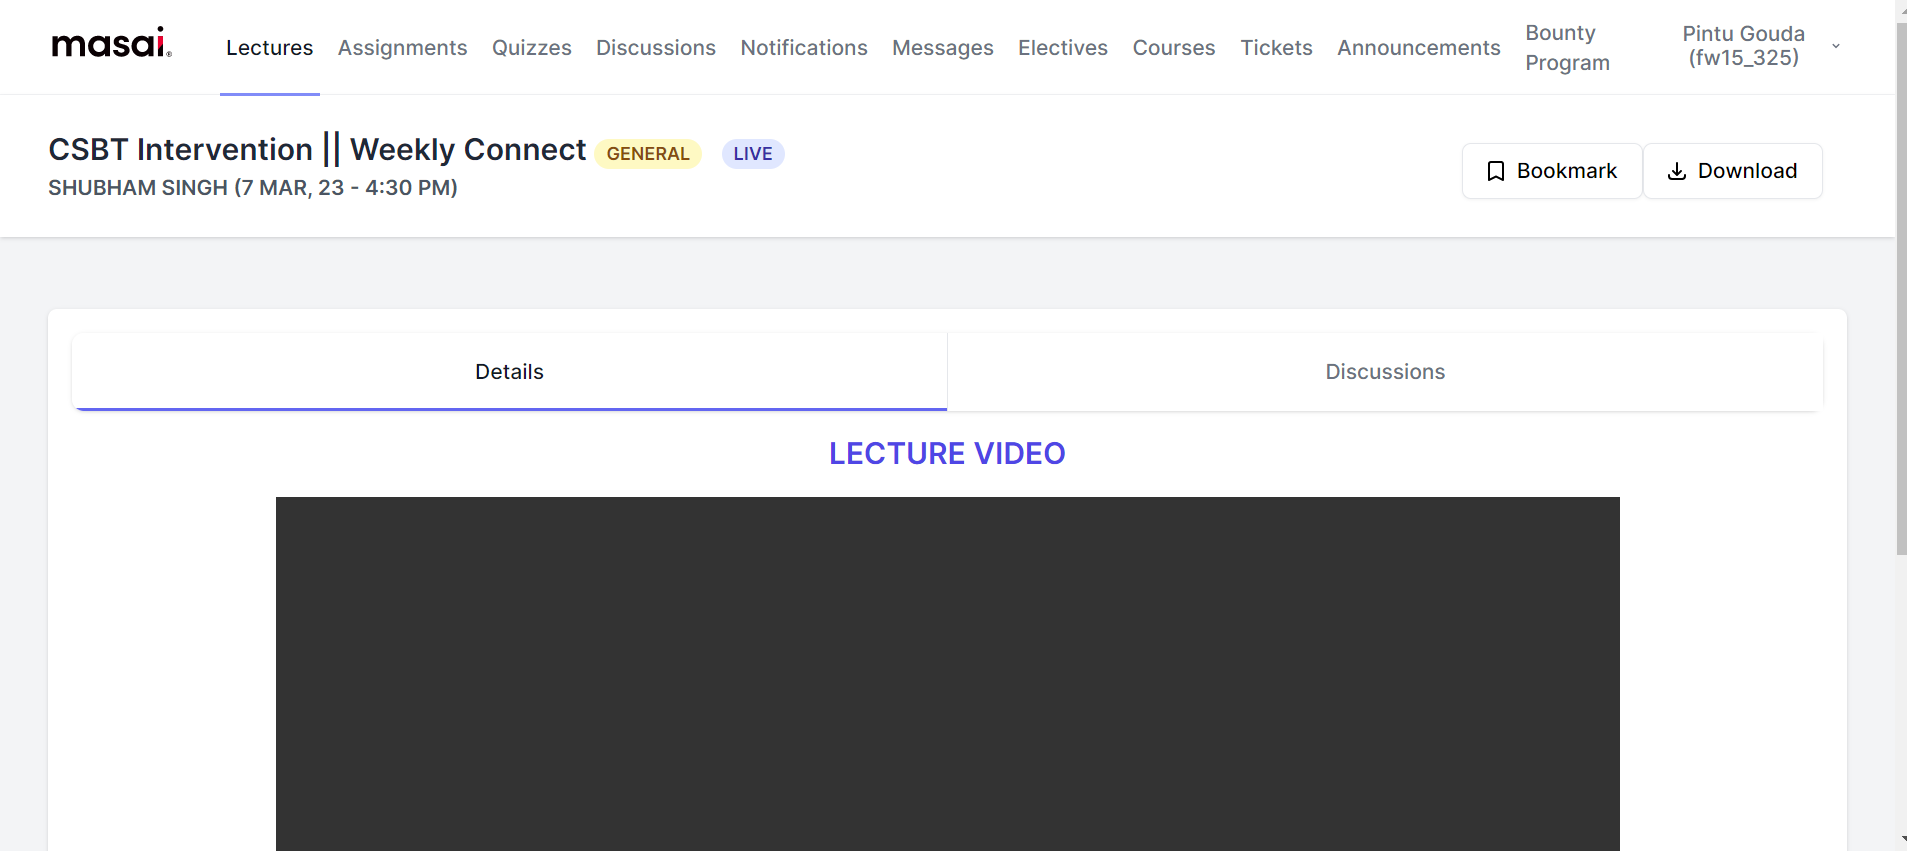 masai.
Lectures Assignments Quizzes Discussions Notifications Messages Electives Courses Tickets Announcements Bounty Program Pintu Gouda (fw15_325)
CSBT Intervention || Weekly Connect GENERAL LIVE
SHUBHAM SINGH (7 MAR, 23 - 4:30 PM)
Bookmark Download
Details Discussions
LECTURE VIDEO